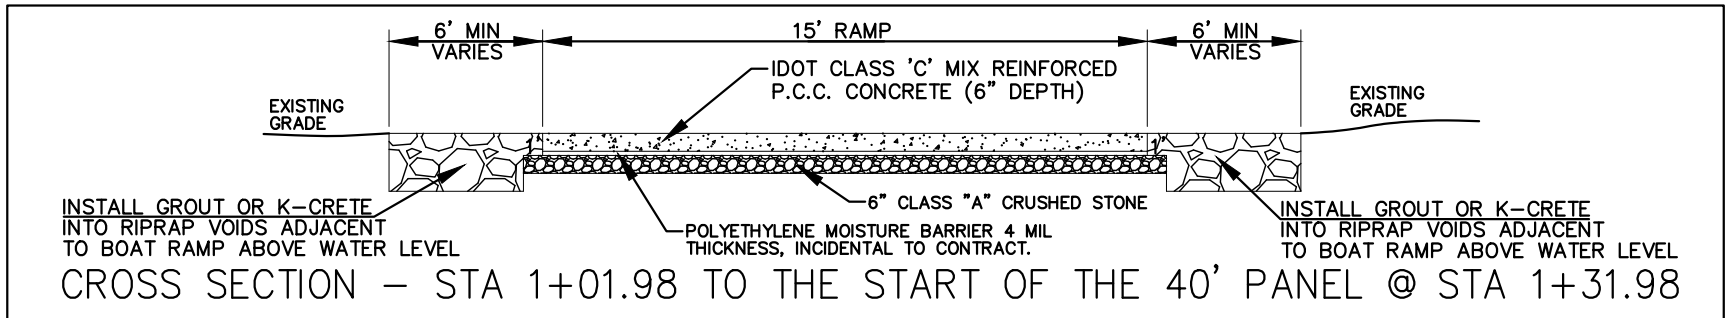 6' MIN
VARIES
15' RAMP
6' MIN
VARIES
IDOT CLASS 'C' MIX REINFORCED
P.C.C. CONCRETE (6" DEPTH)
EXISTING
GRADE
EXISTING
GRADE
INSTALL GROUT OR K-CRETE
INTO RIPRAP VOIDS ADJACENT
TO BOAT RAMP ABOVE WATER LEVEL
6" CLASS "A" CRUSHED STONE
POLYETHYLENE MOISTURE BARRIER 4 MIL
THICKNESS, INCIDENTAL TO CONTRACT.
INSTALL GROUT OR K-CRETE
INTO RIPRAP VOIDS ADJACENT
TO BOAT RAMP ABOVE WATER LEVEL
CROSS SECTION - STA 1+01.98 TO THE START OF THE 40' PANEL @ STA 1+31.98